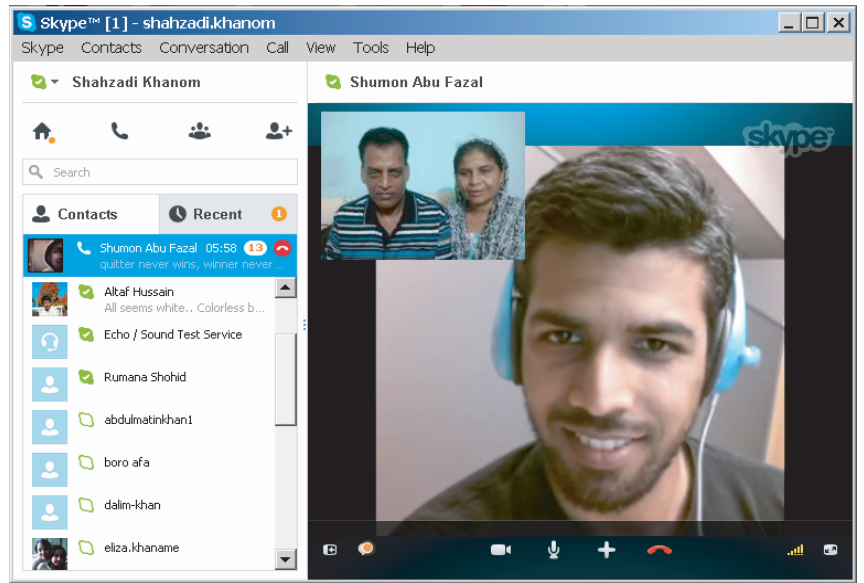 Skype™ [1] - shahzadi.khanom
Skype Contacts Conversation Call View Tools Help
Shahzadi Khanom
Shumon Abu Fazal
skype
Search
Contacts
Recent 1
Shumon Abu Fazal 05:58 13
quitter never wins, winner never...
Altaf Hussain
All seems white.. Colorless b...
Echo / Sound Test Service
Rumana Shohid
abdulmatinkhan1
boro afa
dalim-khan
eliza.khaname